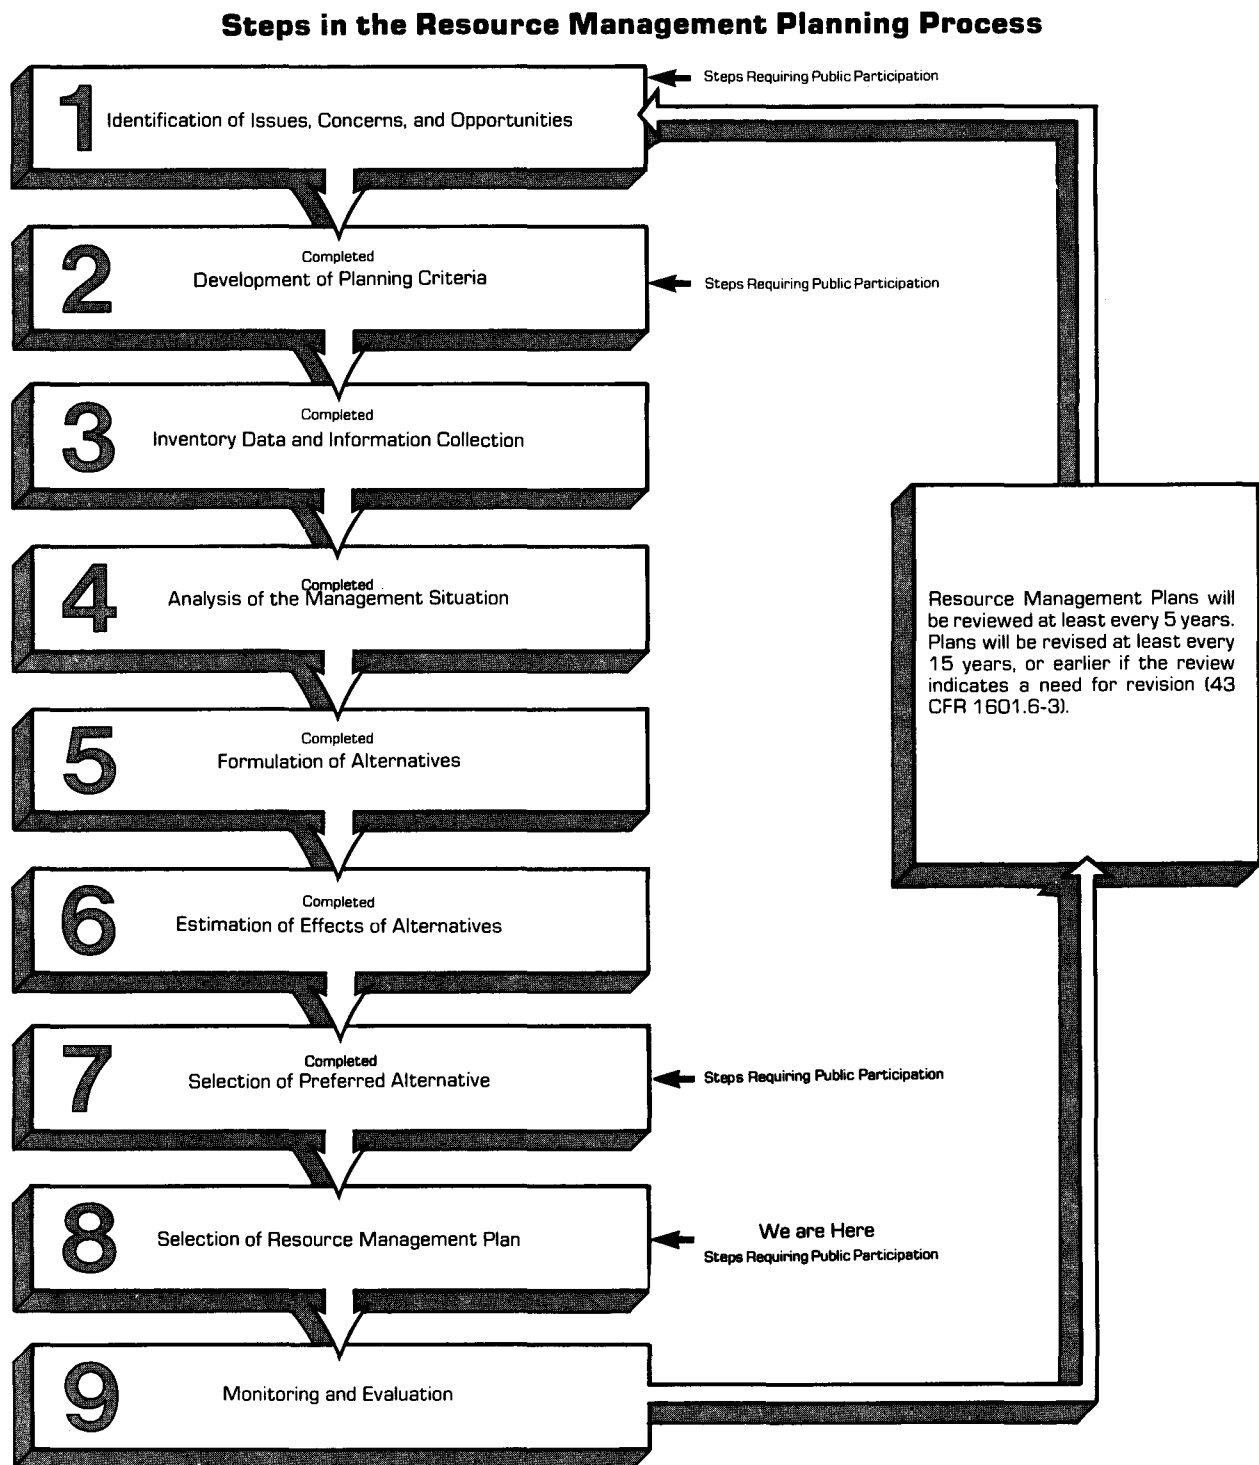 Steps in the Resource Management Planning Process
Steps Requiring Public Participation
1
Identification of Issues, Concerns, and Opportunities
2
Completed
Development of Planning Criteria
Steps Requiring Public Participation
3
Completed
Inventory Data and Information Collection
4
Completed
Analysis of the Management Situation
Resource Management Plans will
be reviewed at least every 5 years.
Plans will be revised at least every
15 years, or earlier if the review
indicates a need for revision (43
CFR 1601.6-3).
5
Completed
Formulation of Alternatives
6
Completed
Estimation of Effects of Alternatives
7
Completed
Selection of Preferred Alternative
Steps Requiring Public Participation
8
Selection of Resource Management Plan
We are Here
Steps Requiring Public Participation
9
Monitoring and Evaluation